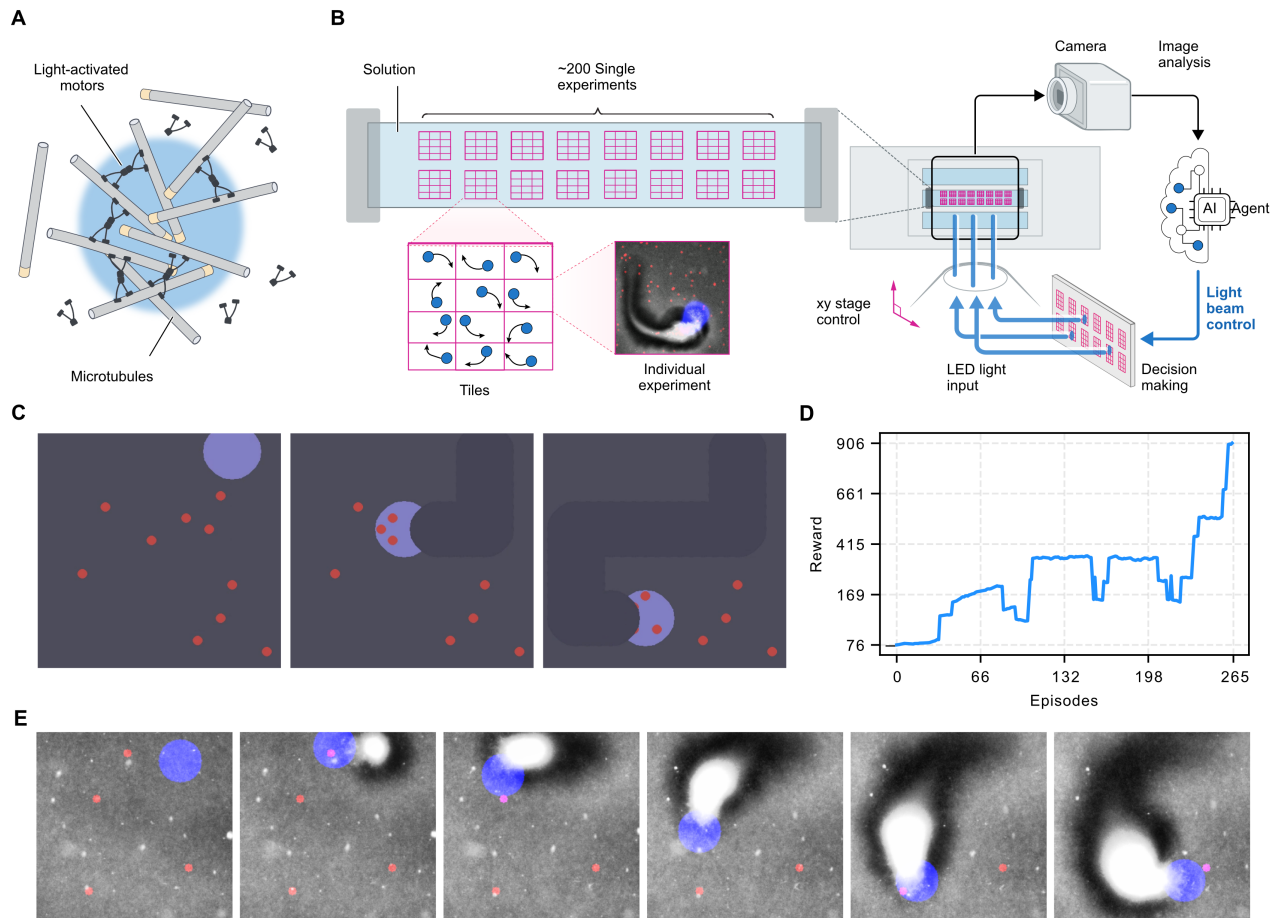 A
Light-activated
motors
Microtubules
B
Solution
~200 Single
experiments
Tiles
Individual
experiment
Camera
Image
analysis
AI
Agent
Light
beam
control
xy stage
control
LED light
input
Decision
making
C
D
906
661
415
169
76
Reward
0
66
132
198
265
Episodes
E